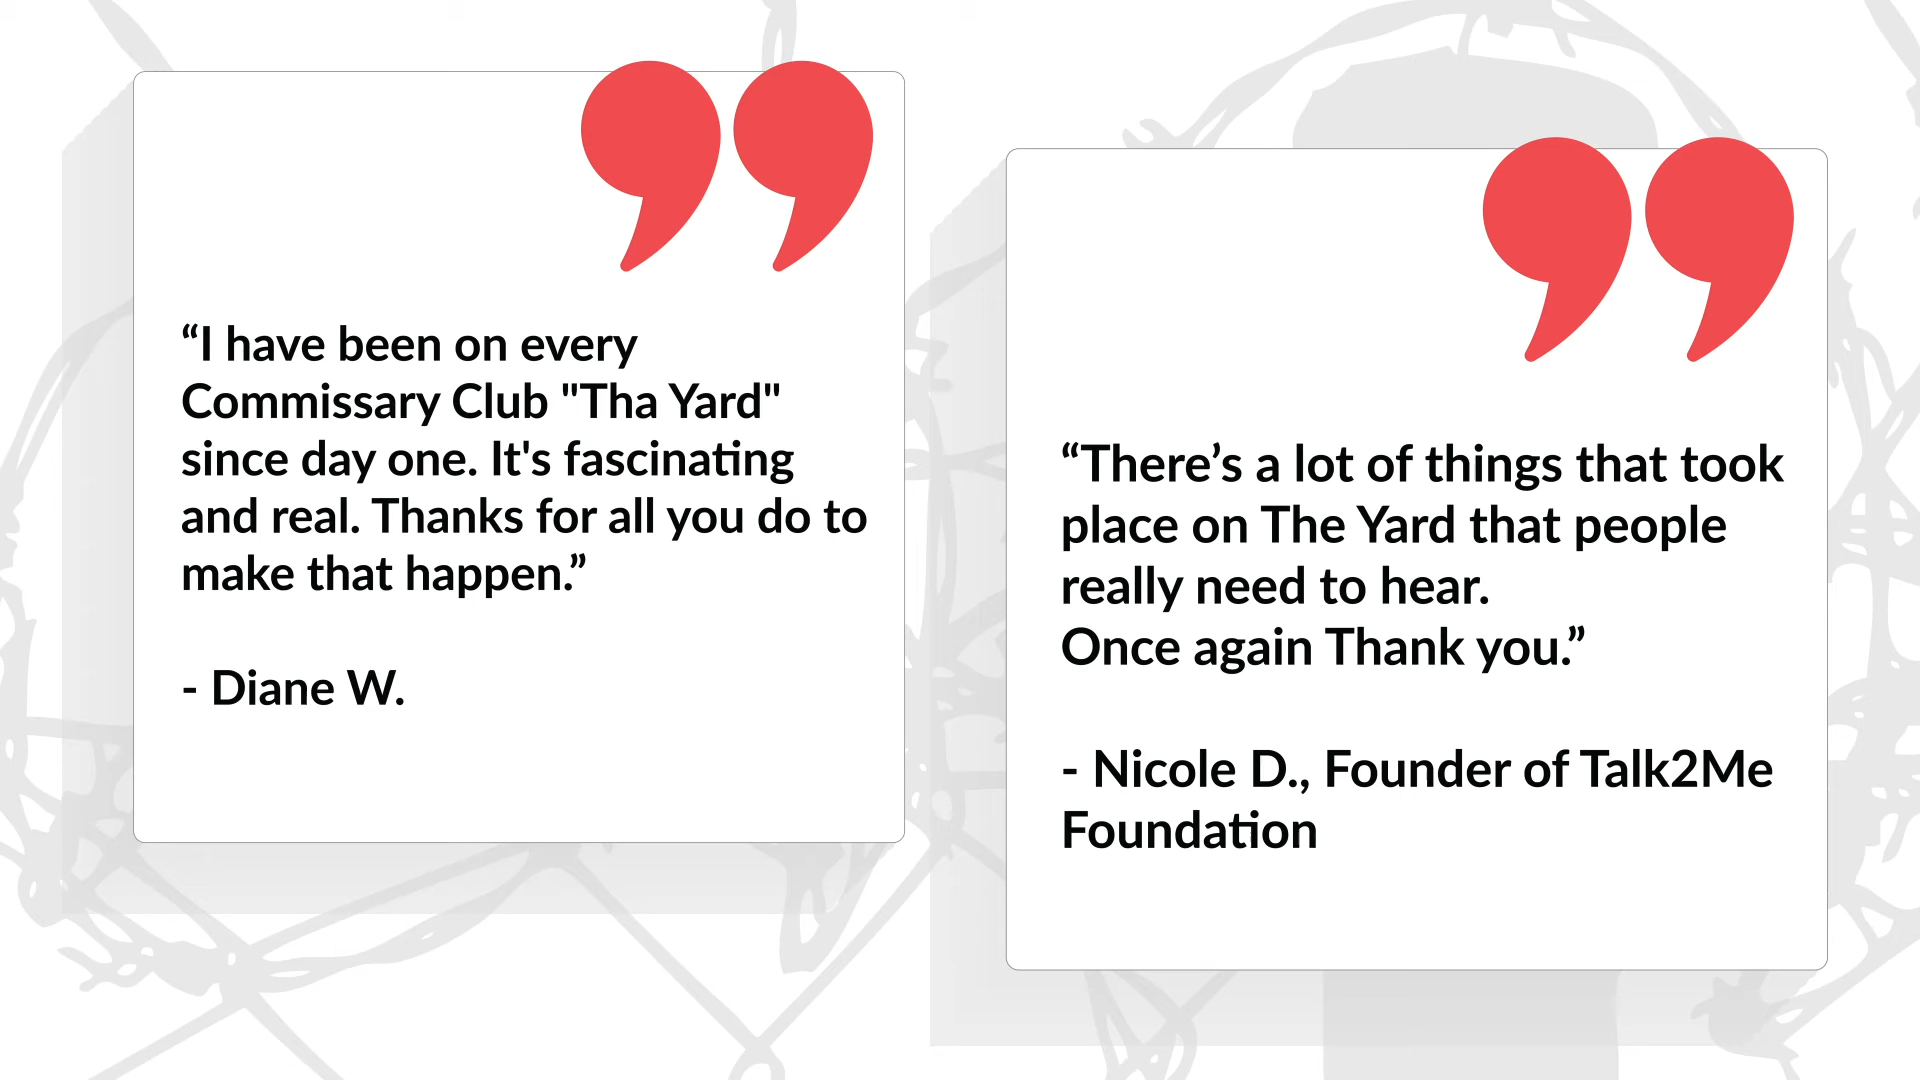 “I have been on every
Commissary Club "Tha Yard"
since day one. It's fascinating
and real. Thanks for all you do to
make that happen.”
- Diane W.
“There’s a lot of things that took
place on The Yard that people
really need to hear.
Once again Thank you.”
- Nicole D., Founder of Talk2Me
Foundation